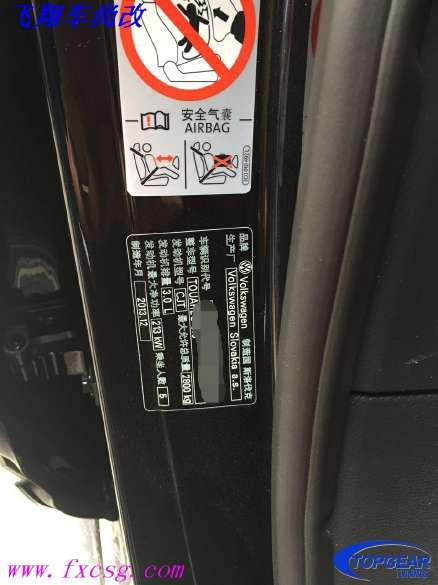 飞翔车尚改
安全气囊
AIRBAG
品牌 Volkswagen 制造国 斯洛伐克
生产厂 Volkswagen Slovakia a.s.
车辆识别代号
整车型号 TOUA
发动机型号 CJT 最大允许总质量 2800 kg
发动机排量 3.0 L
发动机最大净功率 213 kW 乘坐人数 5
制造年月 2013.12
www.fxcsg.com/
TOPGEAR
TUNING